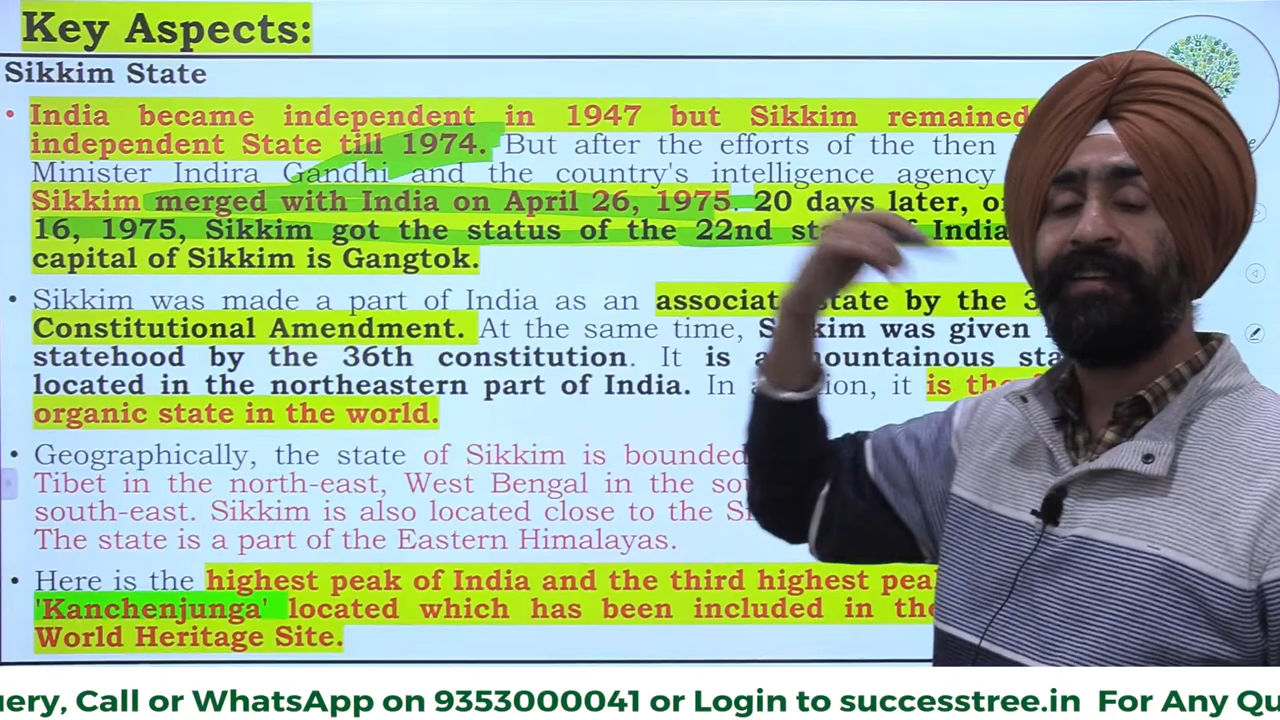 Key Aspects:
Sikkim State
• India became independent in 1947 but Sikkim remained
independent State till 1974. But after the efforts of the then
Minister Indira Gandhi and the country's intelligence agency
Sikkim merged with India on April 26, 1975. 20 days later,
16, 1975, Sikkim got the status of the 22nd of India
capital of Sikkim is Gangtok.
• Sikkim was made a part of India as an state by the
Constitutional Amendment. At the same time, was given
statehood by the 36th constitution. It is
located in the northeastern part of India. In it is
organic state in the world.
• Geographically, the state of Sikkim is bounded
Tibet in the north-east, West Bengal in the
south-east. Sikkim is also located close to the
The state is a part of the Eastern Himalayas.
• Here is the highest peak of India and the third highest
'Kanchenjunga' located which has been included in
World Heritage Site.
Call or WhatsApp on 9353000041 or Login to successtree.in For Any